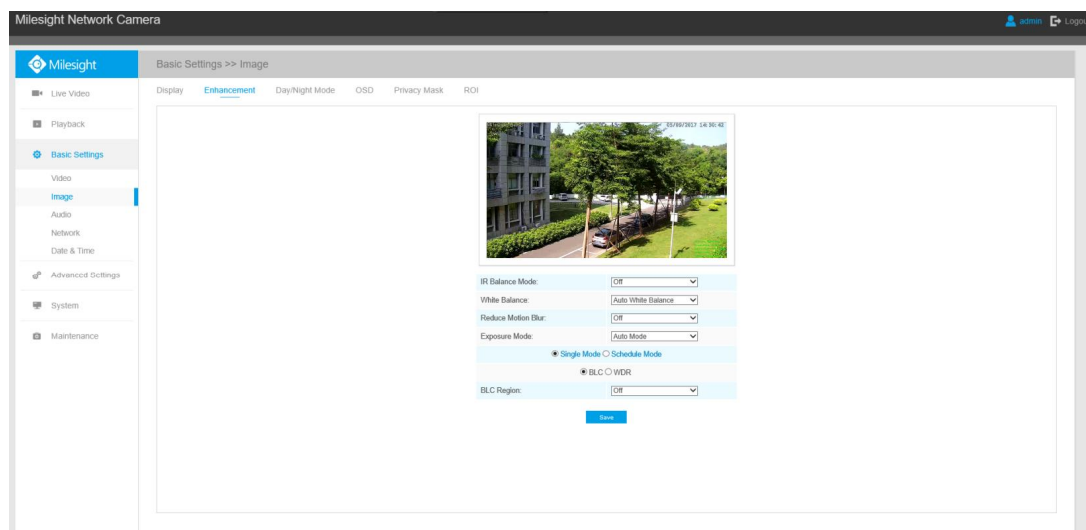 Milesight Network Camera
admin Logou
Milesight
Basic Settings >> Image
Live Video
Playback
Basic Settings
Video
Image
Audio
Network
Date & Time
Advanced Settings
System
Maintenance
Display Enhancement Day/Night Mode OSD Privacy Mask ROI
05/09/2017 14:36:42
IR Balance Mode: Off
White Balance: Auto White Balance
Reduce Motion Blur: Off
Exposure Mode: Auto Mode
Single Mode Schedule Mode
BLC WDR
BLC Region: Off
Save